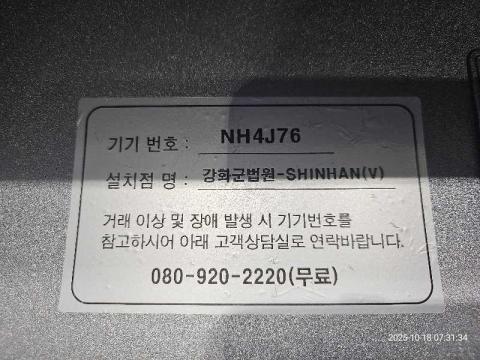 기기 번호 : NH4J76
설치점 명 : 강화군법원-SHINHAN(V)
거래 이상 및 장애 발생 시 기기번호를
참고하시어 아래 고객상담실로 연락바랍니다.
080-920-2220(무료)
2025-10-18 07:31:34